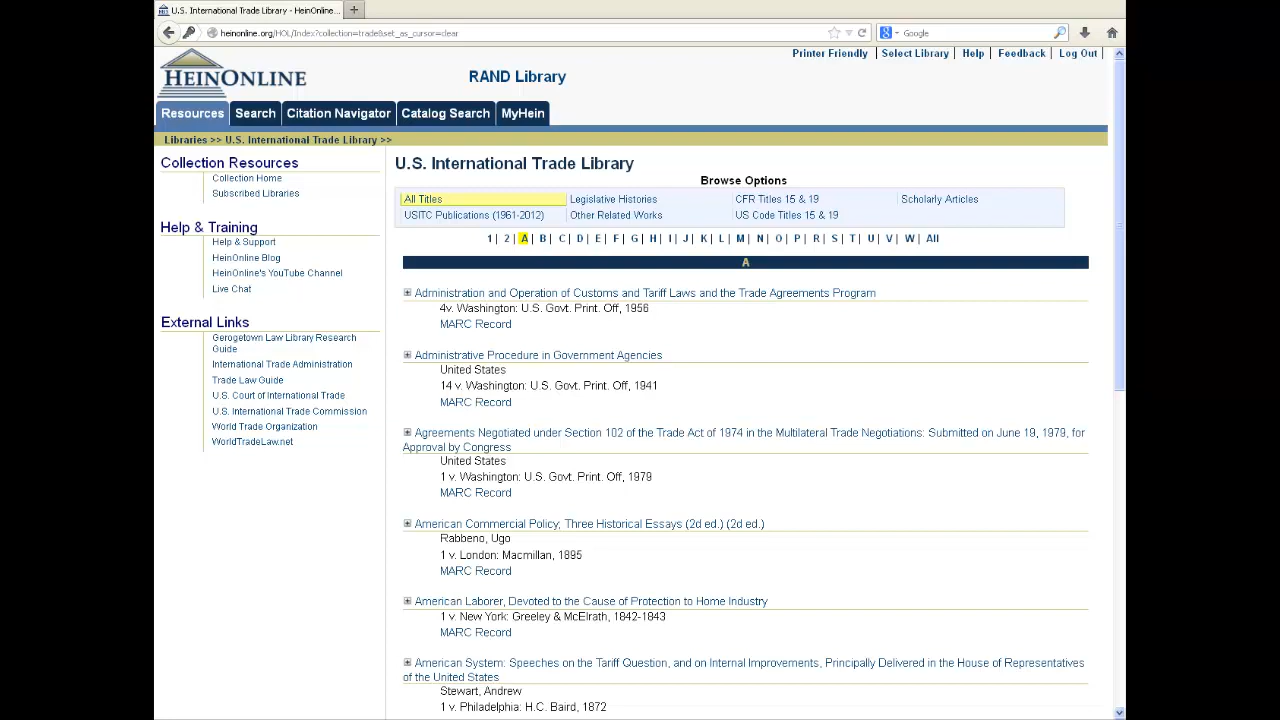 U.S. International Trade Library - HeinOnline...
heinonline.org/HOL/Index?collection=trade&set_as_cursor=clear
Google
Printer Friendly | Select Library | Help | Feedback | Log Out |
HEINONLINE
RAND Library
Resources Search Citation Navigator Catalog Search MyHein
Libraries >> U.S. International Trade Library >>
Collection Resources
Collection Home
Subscribed Libraries
Help & Training
Help & Support
HeinOnline Blog
HeinOnline's YouTube Channel
Live Chat
External Links
Gerogetown Law Library Research
Guide
International Trade Administration
Trade Law Guide
U.S. Court of International Trade
U.S. International Trade Commission
World Trade Organization
WorldTradeLaw.net
U.S. International Trade Library
Browse Options
All Titles Legislative Histories CFR Titles 15 & 19 Scholarly Articles
USITC Publications (1961-2012) Other Related Works US Code Titles 15 & 19
1| 2 | A | B | C | D | E | F | G | H | I | J | K | L | M | N | O | P | R | S | T | U | V | W | All
A
Administration and Operation of Customs and Tariff Laws and the Trade Agreements Program
4v. Washington: U.S. Govt. Print. Off, 1956
MARC Record
Administrative Procedure in Government Agencies
United States
14 v. Washington: U.S. Govt. Print. Off, 1941
MARC Record
Agreements Negotiated under Section 102 of the Trade Act of 1974 in the Multilateral Trade Negotiations: Submitted on June 19, 1979, for
Approval by Congress
United States
1 v. Washington: U.S. Govt. Print. Off, 1979
MARC Record
American Commercial Policy; Three Historical Essays (2d ed.) (2d ed.)
Rabbeno, Ugo
1 v. London: Macmillan, 1895
MARC Record
American Laborer, Devoted to the Cause of Protection to Home Industry
1 v. New York: Greeley & McElrath, 1842-1843
MARC Record
American System: Speeches on the Tariff Question, and on Internal Improvements, Principally Delivered in the House of Representatives
of the United States
Stewart, Andrew
1 v. Philadelphia: H.C. Baird, 1872